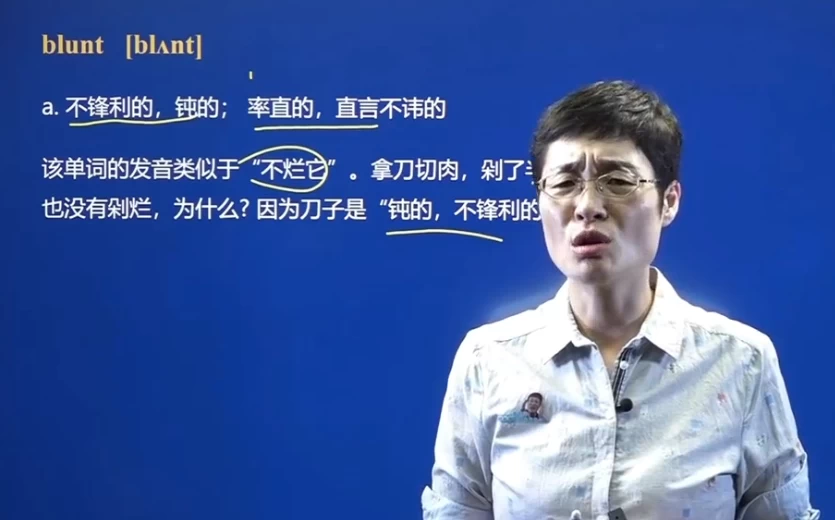 blunt [blʌnt]
a. 不锋利的，钝的； 率直的，直言不讳的
该单词的发音类似于“不烂它”。拿刀切肉，剁了
也没有剁烂，为什么? 因为刀子是“钝的，不锋利的